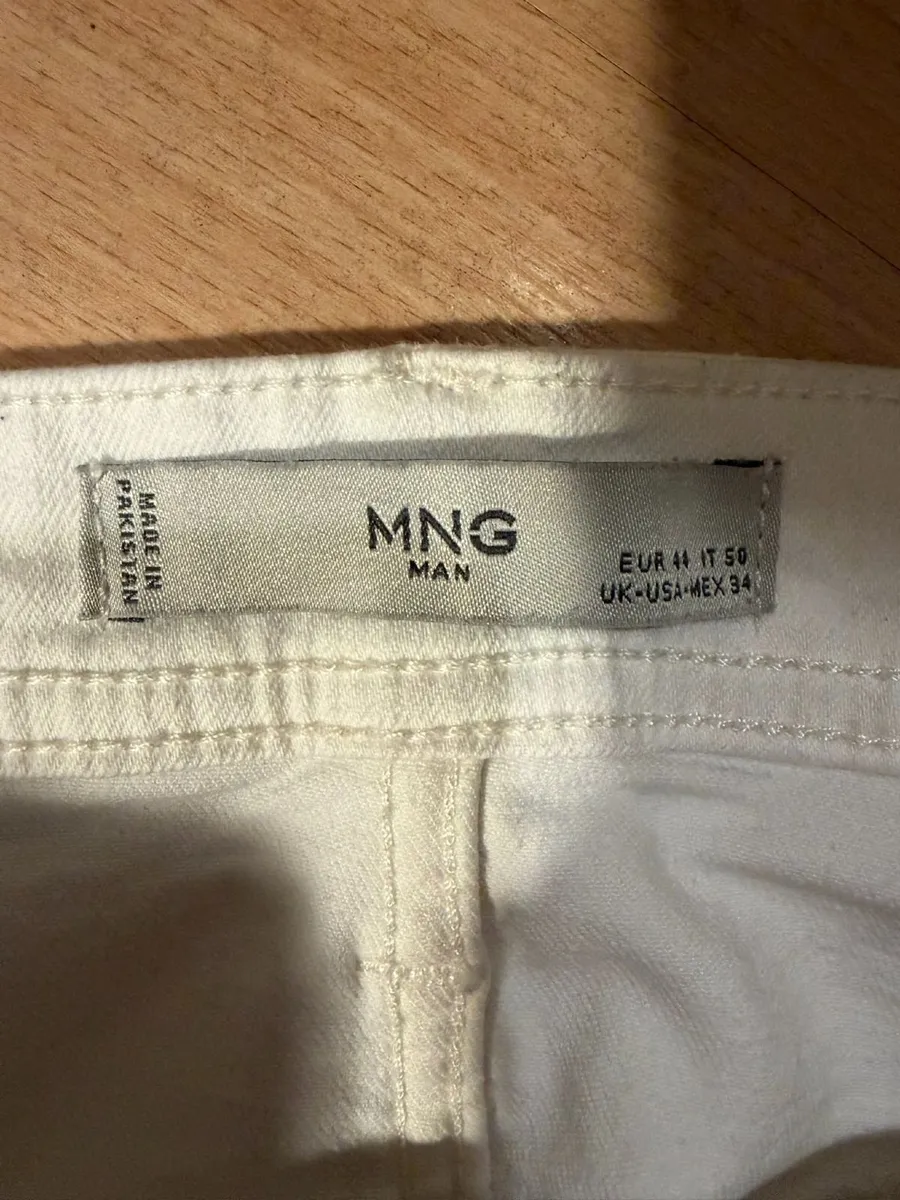 MADE IN
PAKISTAN
MNG
MAN
EUR 44 IT 50
UK-USA-MEX 34